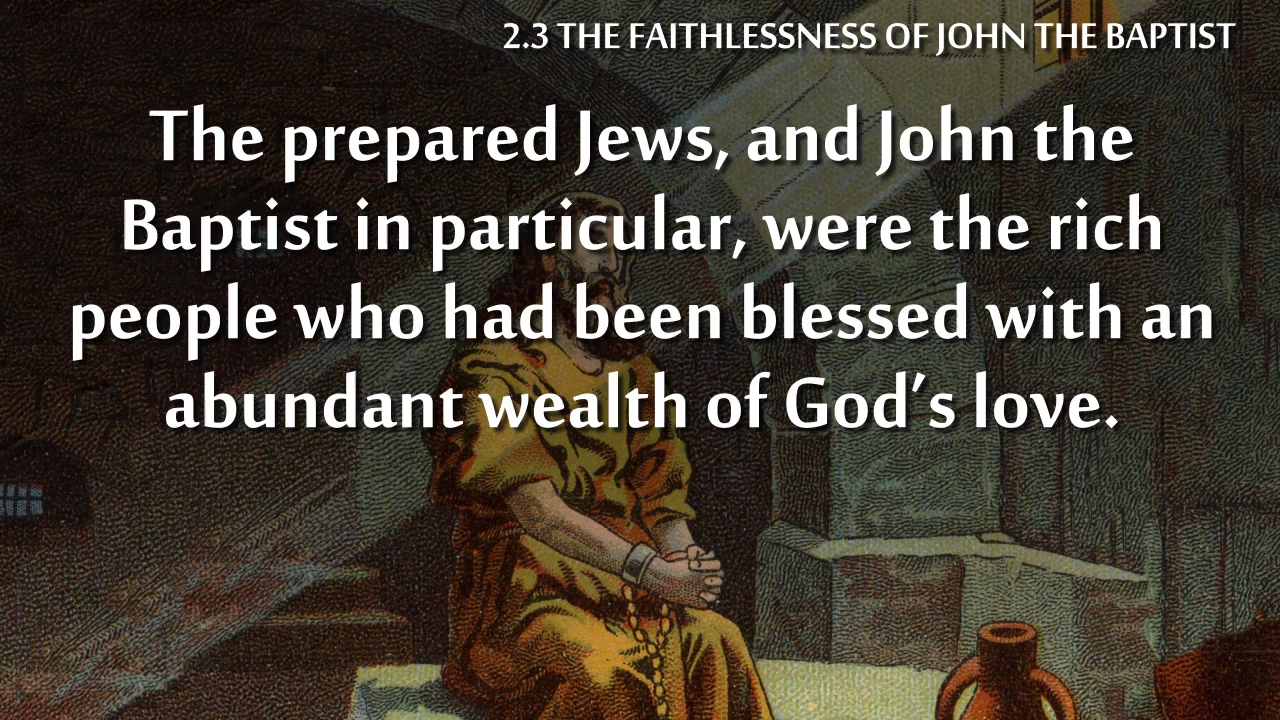 2.3 THE FAITHLESSNESS OF JOHN THE BAPTIST
The prepared Jews, and John the
Baptist in particular, were the rich
people who had been blessed with an
abundant wealth of God’s love.